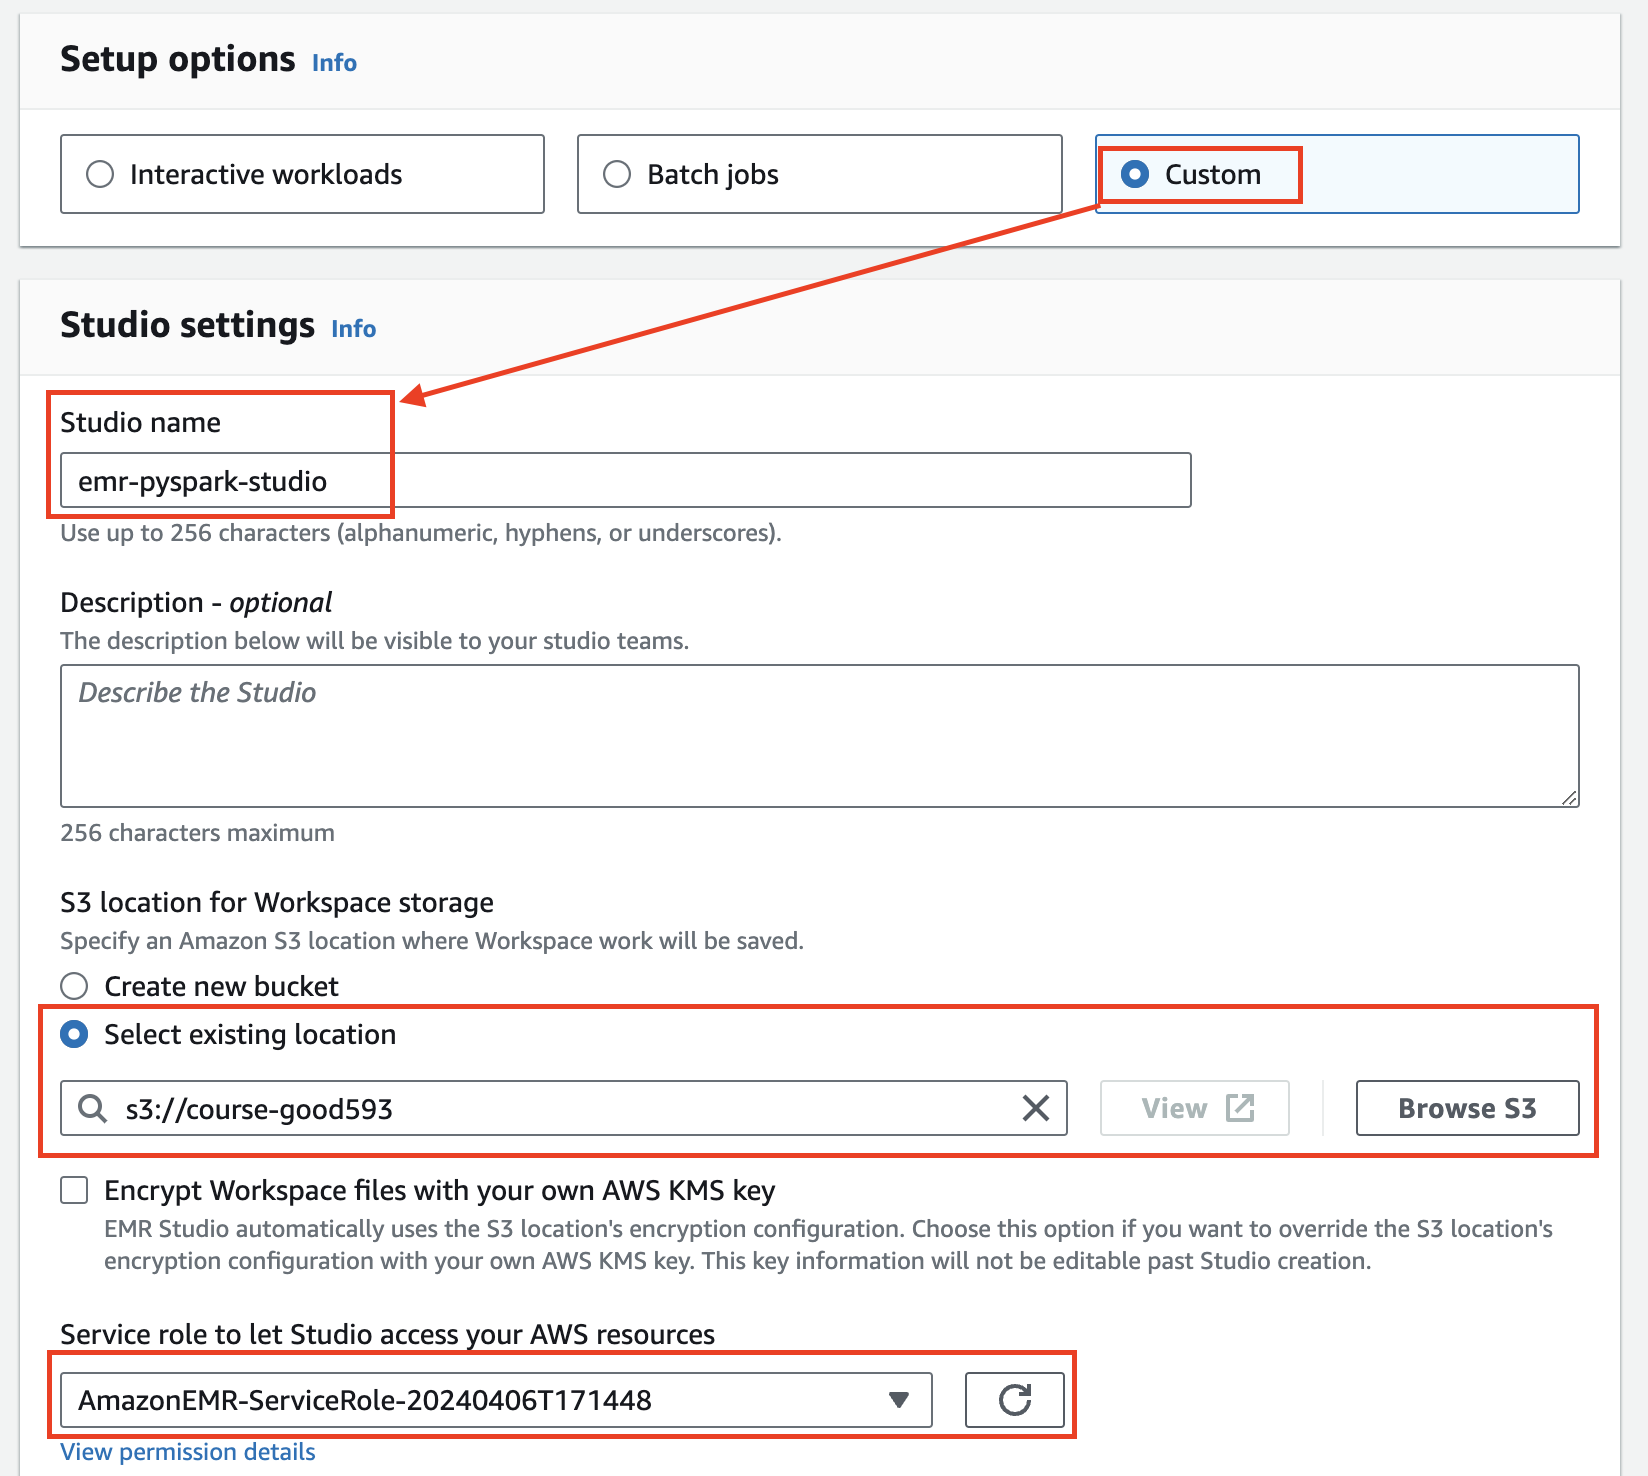 Setup options Info
Interactive workloads
Batch jobs
Custom
Studio settings Info
Studio name
emr-pyspark-studio
Use up to 256 characters (alphanumeric, hyphens, or underscores).
Description - optional
The description below will be visible to your studio teams.
Describe the Studio
256 characters maximum
S3 location for Workspace storage
Specify an Amazon S3 location where Workspace work will be saved.
Create new bucket
Select existing location
s3://course-good593
View
Browse S3
Encrypt Workspace files with your own AWS KMS key
EMR Studio automatically uses the S3 location's encryption configuration. Choose this option if you want to override the S3 location's
encryption configuration with your own AWS KMS key. This key information will not be editable past Studio creation.
Service role to let Studio access your AWS resources
AmazonEMR-ServiceRole-20240406T171448
View permission details